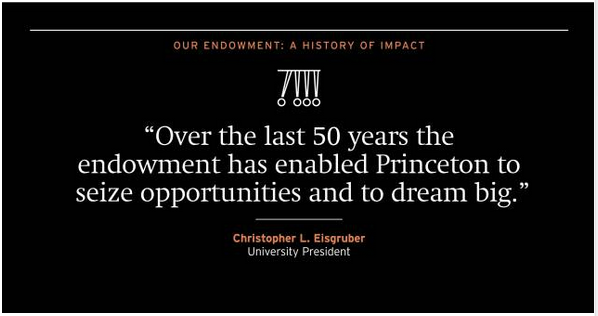 OUR ENDOWMENT: A HISTORY OF IMPACT
“Over the last 50 years the
endowment has enabled Princeton to
seize opportunities and to dream big.”
Christopher L. Eisgruber
University President